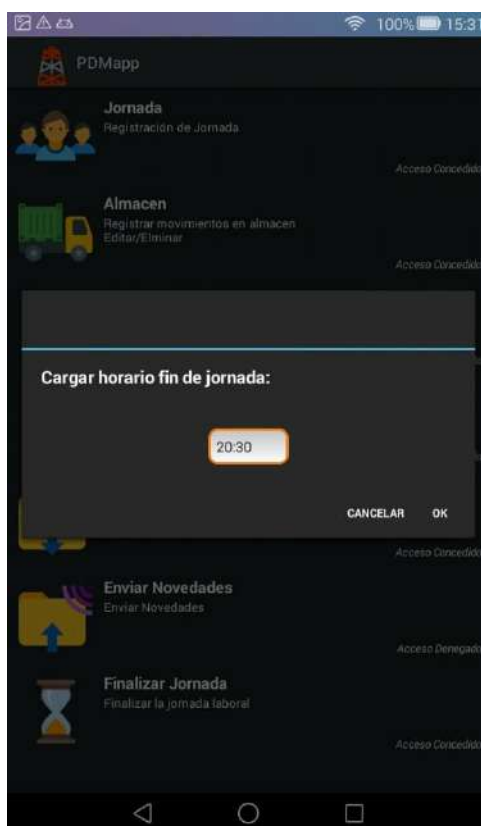 100% 15:31
PDMapp
Jornada
Registración de Jornada
Acceso Concedido
Almacen
Registrar movimientos en almacen
Editar/Elminar
Acceso Concedido
Cargar horario fin de jornada:
20:30
CANCELAR OK
Acceso Concedido
Enviar Novedades
Enviar Novedades
Acceso Denegado
Finalizar Jornada
Finalizar la jornada laboral
Acceso Concedido